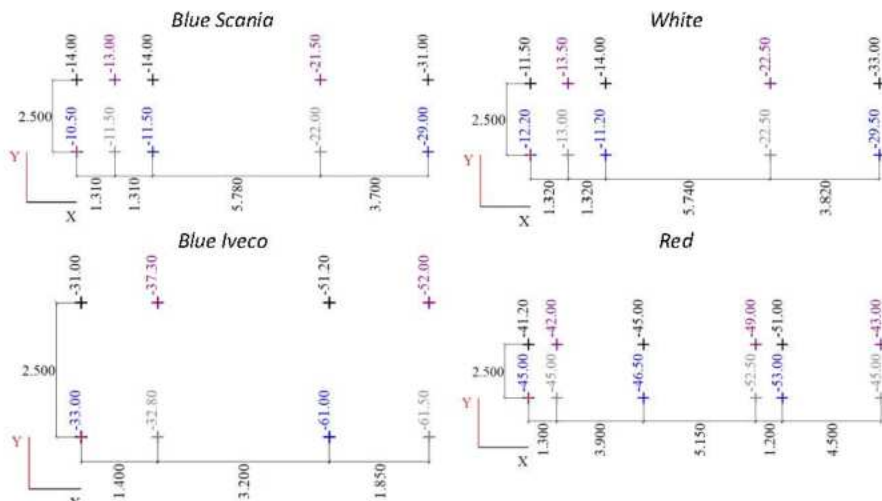 Blue Scania
-14.00 -13.00 -14.00 -21.50 -31.00
2.500
-10.50 -11.50 -11.50 -22.00 -29.00
Y
X
1.310 1.310 5.780 3.700
White
-11.50 -13.50 -14.00 -22.50 -33.00
2.500
-12.20 -13.00 -11.20 -22.50 -29.50
Y
X
1.320 1.320 5.740 3.820
Blue Iveco
-31.00 -37.30 -51.20 -52.00
2.500
-33.00 -32.80 -61.00 -61.50
Y
X
1.400 3.200 1.850
Red
-41.20 -42.00 -45.00 -49.00 -51.00 -43.00
2.500
-45.00 -45.00 -46.50 -52.50 -53.00 -45.00
Y
X
1.300 3.900 5.150 1.200 4.500